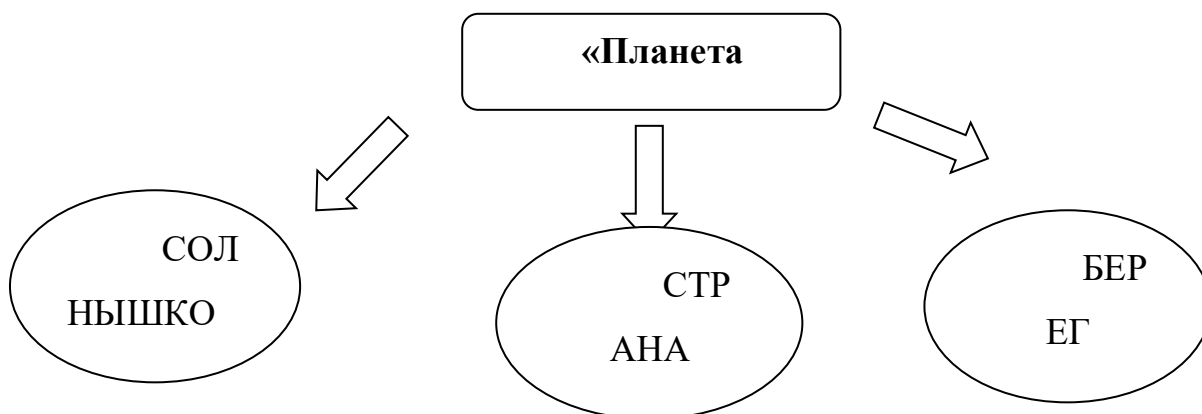 «Планета
СОЛ
НЫШКО
СТР
АНА
БЕР
ЕГ